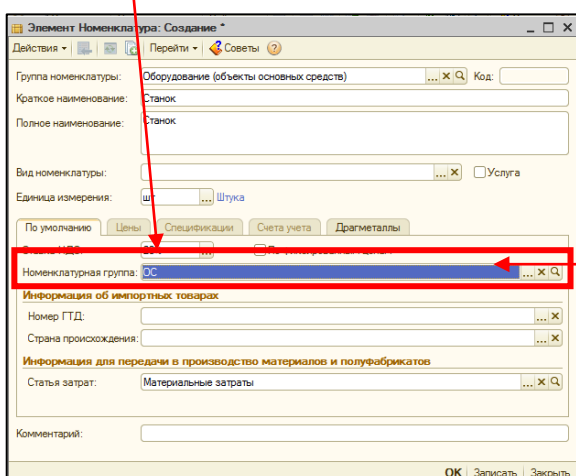 Элемент Номенклатура: Создание *
Действия Перейти Советы
Группа номенклатуры: Оборудование (объекты основных средств) ... Код:
Краткое наименование: Станок
Полное наименование: Станок
Вид номенклатуры: ... Услуга
Единица измерения: шт ... Штука
По умолчанию Цены Спецификации Счета учета Драгметаллы
Номенклатурная группа: ОС ...
Информация об импортных товарах
Номер ГТД: ...
Страна происхождения: ...
Информация для передачи в производство материалов и полуфабрикатов
Статья затрат: Материальные затраты ...
Комментарий:
OK Записать Закрыть